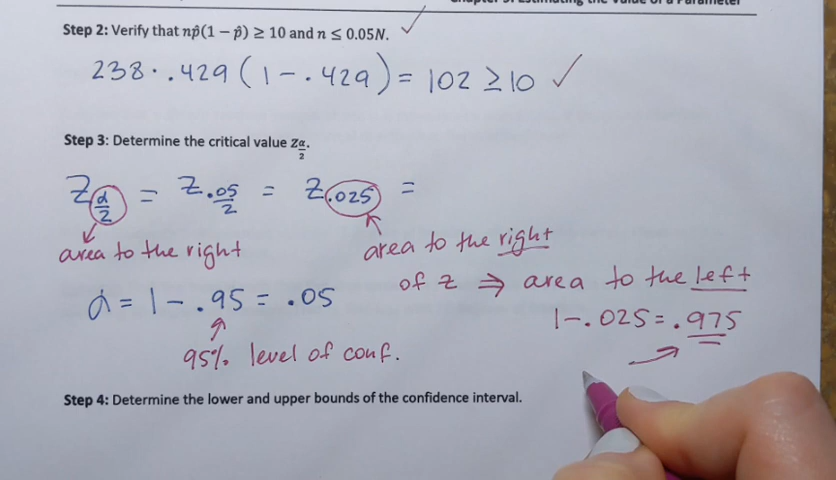 Step 2: Verify that np̂(1 − p̂) ≥ 10 and n ≤ 0.05N. ✓
238 · .429 (1 - .429) = 102 ≥ 10 ✓
Step 3: Determine the critical value zα/2.
Zα/2 = Z.05/2 = Z.025 =
area to the right
area to the right
of z ⇒ area to the left
α = 1 - .95 = .05
1 - .025 = .975
95% level of conf.
Step 4: Determine the lower and upper bounds of the confidence interval.